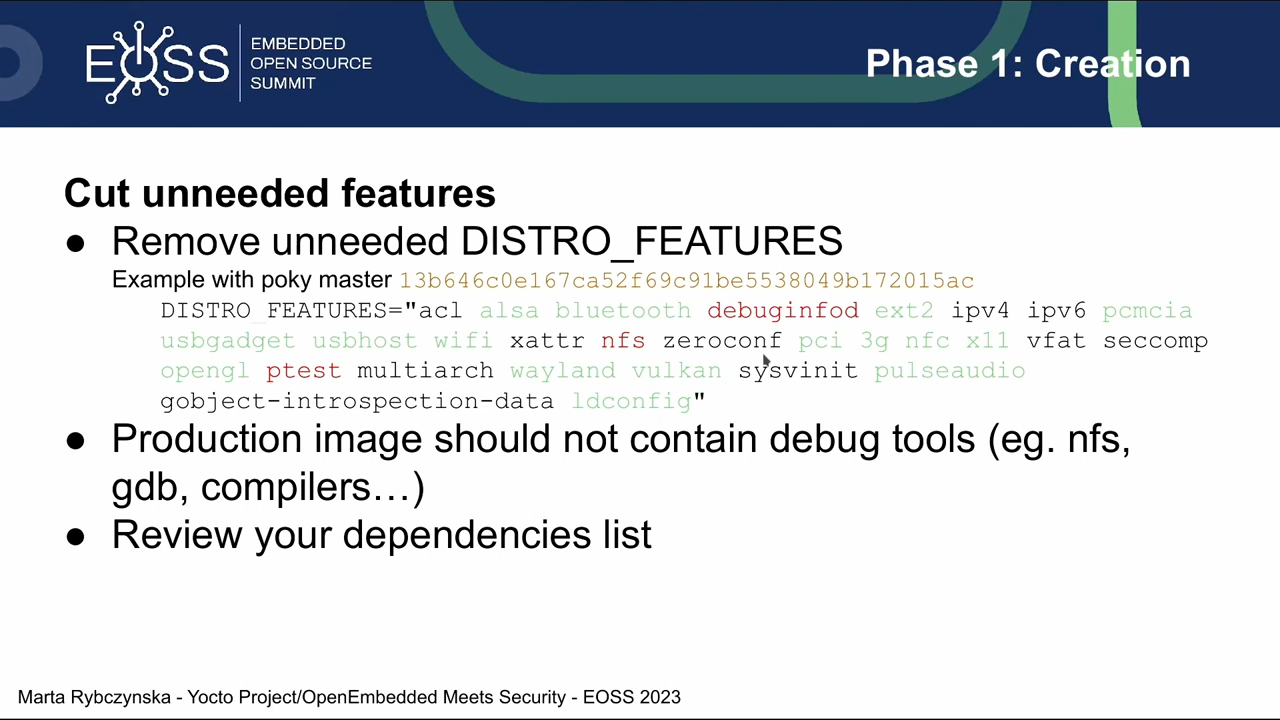 EOSS
EMBEDDED
OPEN SOURCE
SUMMIT
Phase 1: Creation
Cut unneeded features
● Remove unneeded DISTRO_FEATURES
Example with poky master 13b646c0e167ca52f69c91be5538049b172015ac
DISTRO_FEATURES="acl alsa bluetooth debuginfod ext2 ipv4 ipv6 pcmcia
usbgadget usbhost wifi xattr nfs zeroconf pci 3g nfc x11 vfat seccomp
opengl ptest multiarch wayland vulkan sysvinit pulseaudio
gobject-introspection-data ldconfig"
● Production image should not contain debug tools (eg. nfs,
gdb, compilers…)
● Review your dependencies list
Marta Rybczynska - Yocto Project/OpenEmbedded Meets Security - EOSS 2023